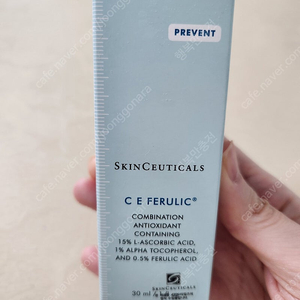 PREVENT
SKINCEUTICALS
C E FERULIC®
COMBINATION
ANTIOXIDANT
CONTAINING
15% L-ASCORBIC ACID,
1% ALPHA TOCOPHEROL,
AND 0.5% FERULIC ACID
SKINCEUTICALS
30 ml /